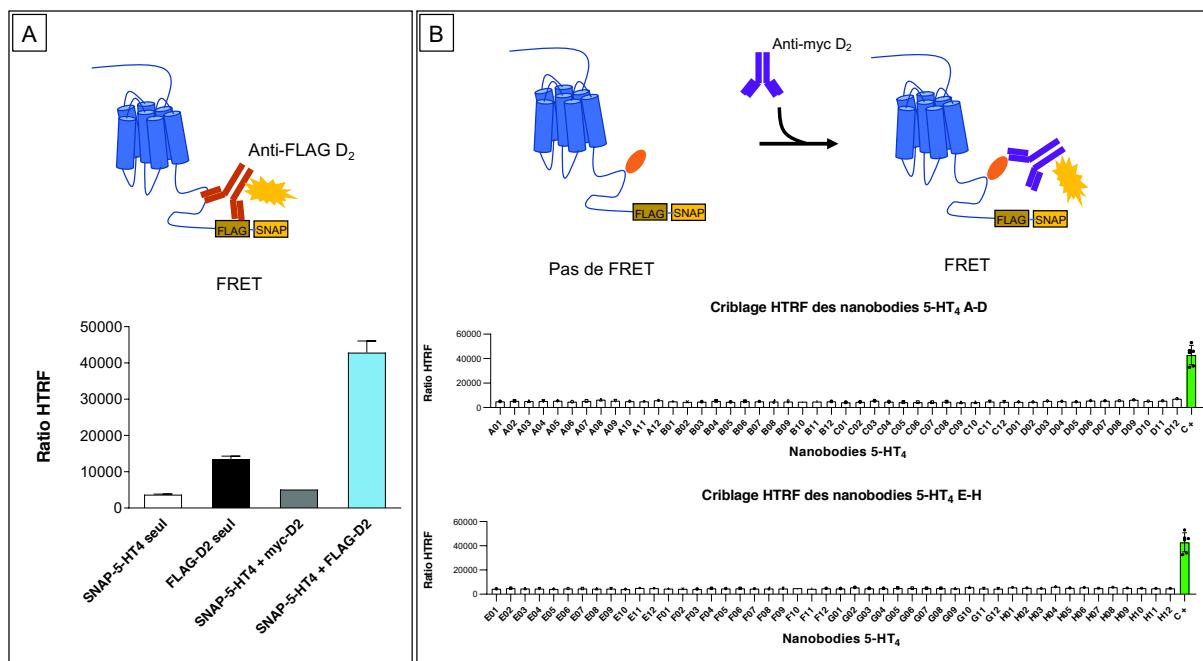 A
Anti-FLAG D2
FLAG SNAP
FRET
50000
40000
30000
20000
10000
0
Ratio HTRF
SNAP-5-HT4 seul
FLAG-D2 seul
SNAP-5-HT4 + myc-D2
SNAP-5-HT4 + FLAG-D2
B
Anti-myc D2
FLAG SNAP
FLAG SNAP
Pas de FRET
FRET
Criblage HTRF des nanobodies 5-HT4 A-D
60000
40000
20000
0
Ratio HTRF
A01 A02 A03 A04 A05 A06 A07 A08 A09 A10 A11 A12 B01 B02 B03 B04 B05 B06 B07 B08 B09 B10 B11 B12 C01 C02 C03 C04 C05 C06 C07 C08 C09 C10 C11 C12 D01 D02 D03 D04 D05 D06 D07 D08 D09 D10 D11 D12 C +
Nanobodies 5-HT4
Criblage HTRF des nanobodies 5-HT4 E-H
60000
40000
20000
0
Ratio HTRF
E01 E02 E03 E04 E05 E06 E07 E08 E09 E10 E11 E12 F01 F02 F03 F04 F05 F06 F07 F08 F09 F10 F11 F12 G01 G02 G03 G04 G05 G06 G07 G08 G09 G10 G11 G12 H01 H02 H03 H04 H05 H06 H07 H08 H09 H10 H11 H12 C +
Nanobodies 5-HT4